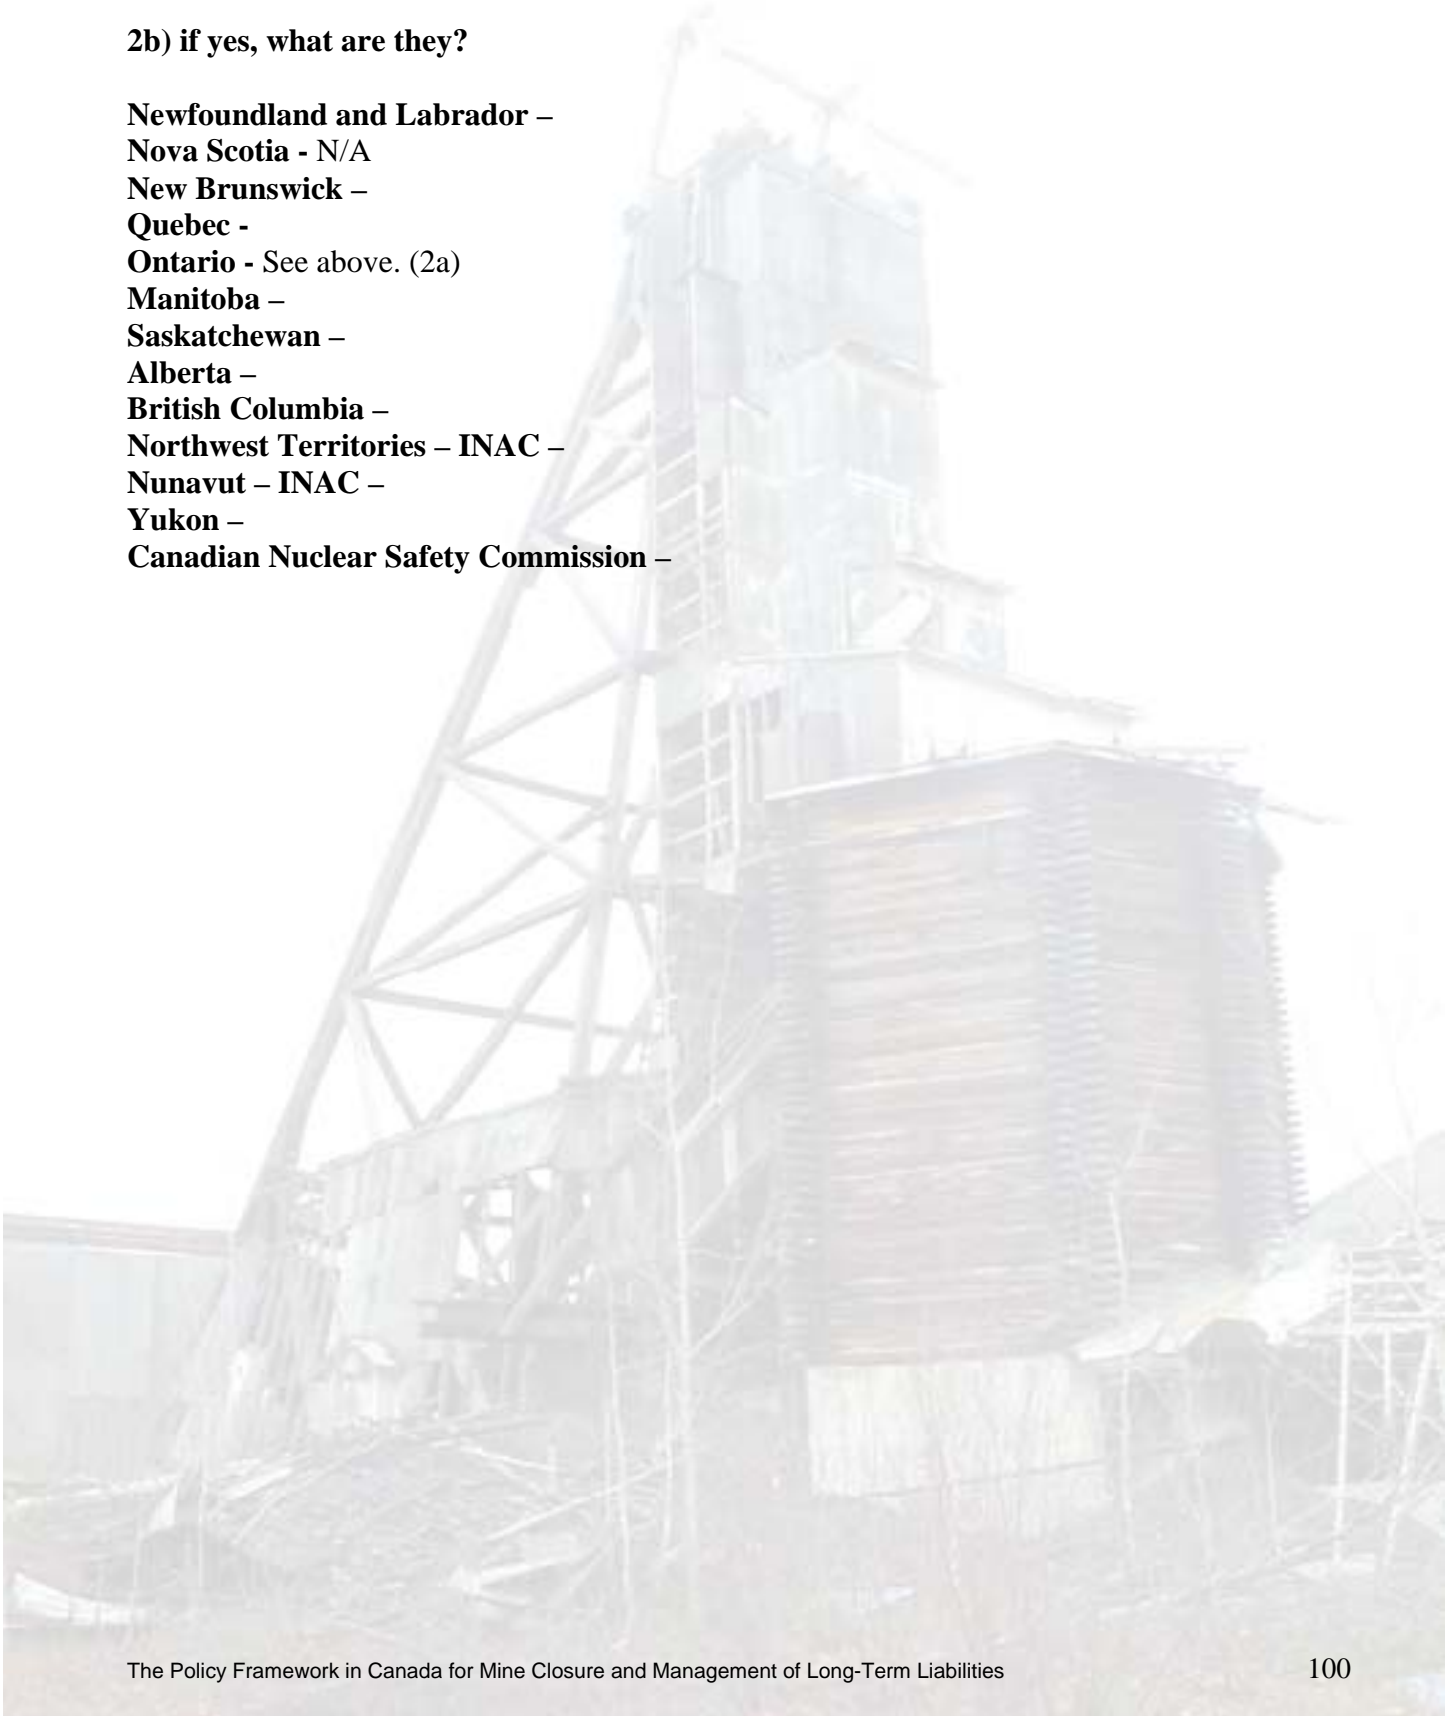 2b) if yes, what are they?
Newfoundland and Labrador –
Nova Scotia - N/A
New Brunswick –
Quebec -
Ontario - See above. (2a)
Manitoba –
Saskatchewan –
Alberta –
British Columbia –
Northwest Territories – INAC –
Nunavut – INAC –
Yukon –
Canadian Nuclear Safety Commission –
The Policy Framework in Canada for Mine Closure and Management of Long-Term Liabilities 100